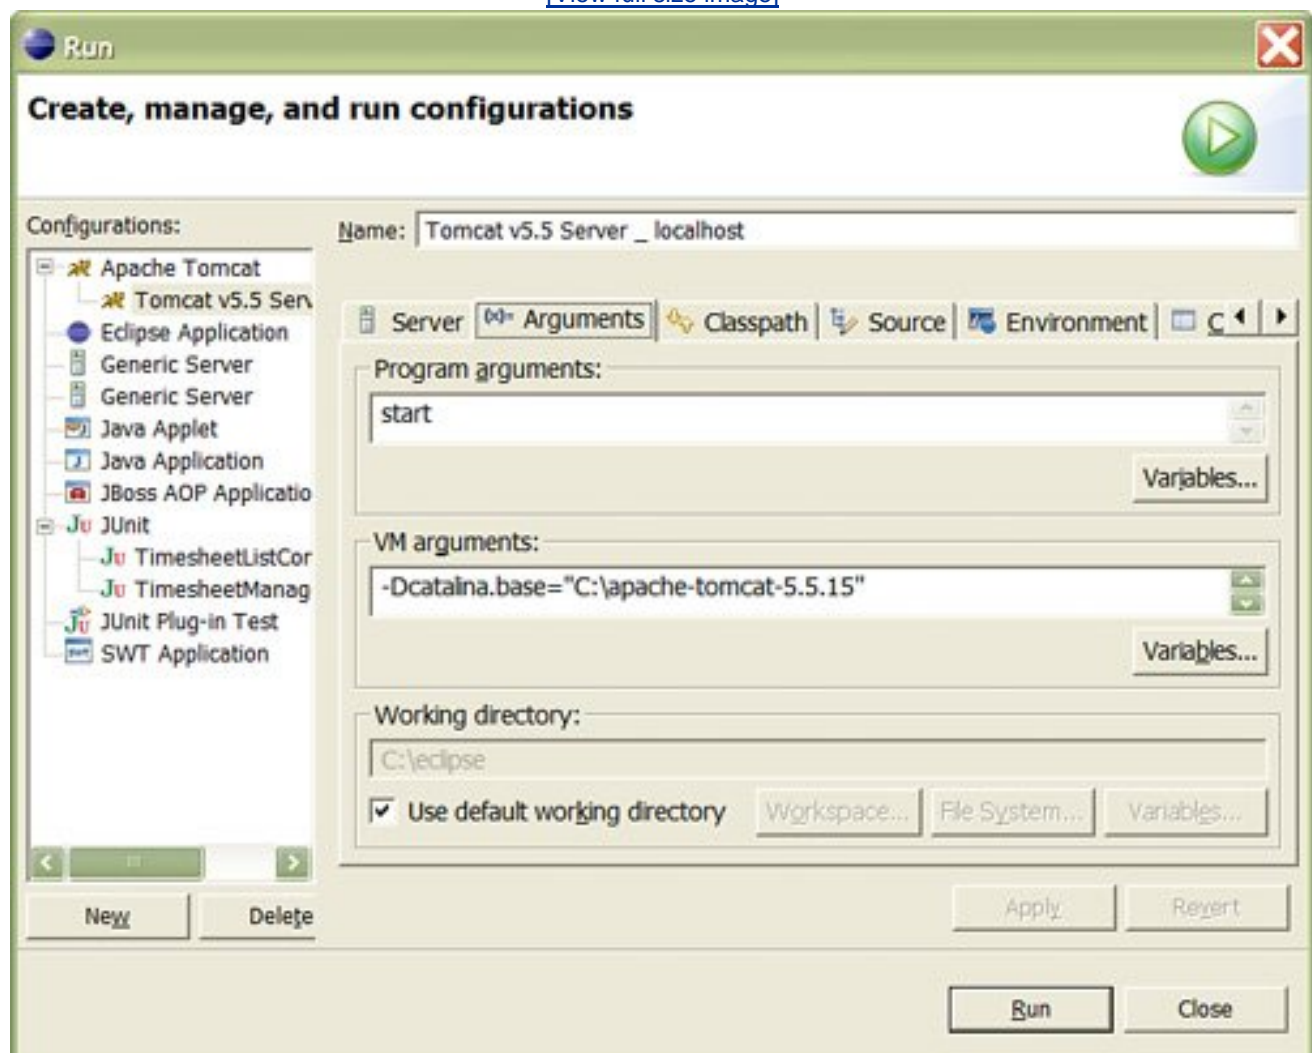 [View full size image]
Run
Create, manage, and run configurations
Configurations:
Name: Tomcat v5.5 Server _ localhost
Apache Tomcat
Tomcat v5.5 Serv
Eclipse Application
Generic Server
Generic Server
Java Applet
Java Application
JBoss AOP Applicatio
JUnit
TimesheetListCor
TimesheetManag
JUnit Plug-in Test
SWT Application
New Delete
Server (x)= Arguments Classpath Source Environment C
Program arguments:
start
Variables...
VM arguments:
-Dcatalina.base="C:\apache-tomcat-5.5.15"
Variables...
Working directory:
C:\eclipse
Use default working directory Workspace... File System... Variables...
Apply Revert
Run Close